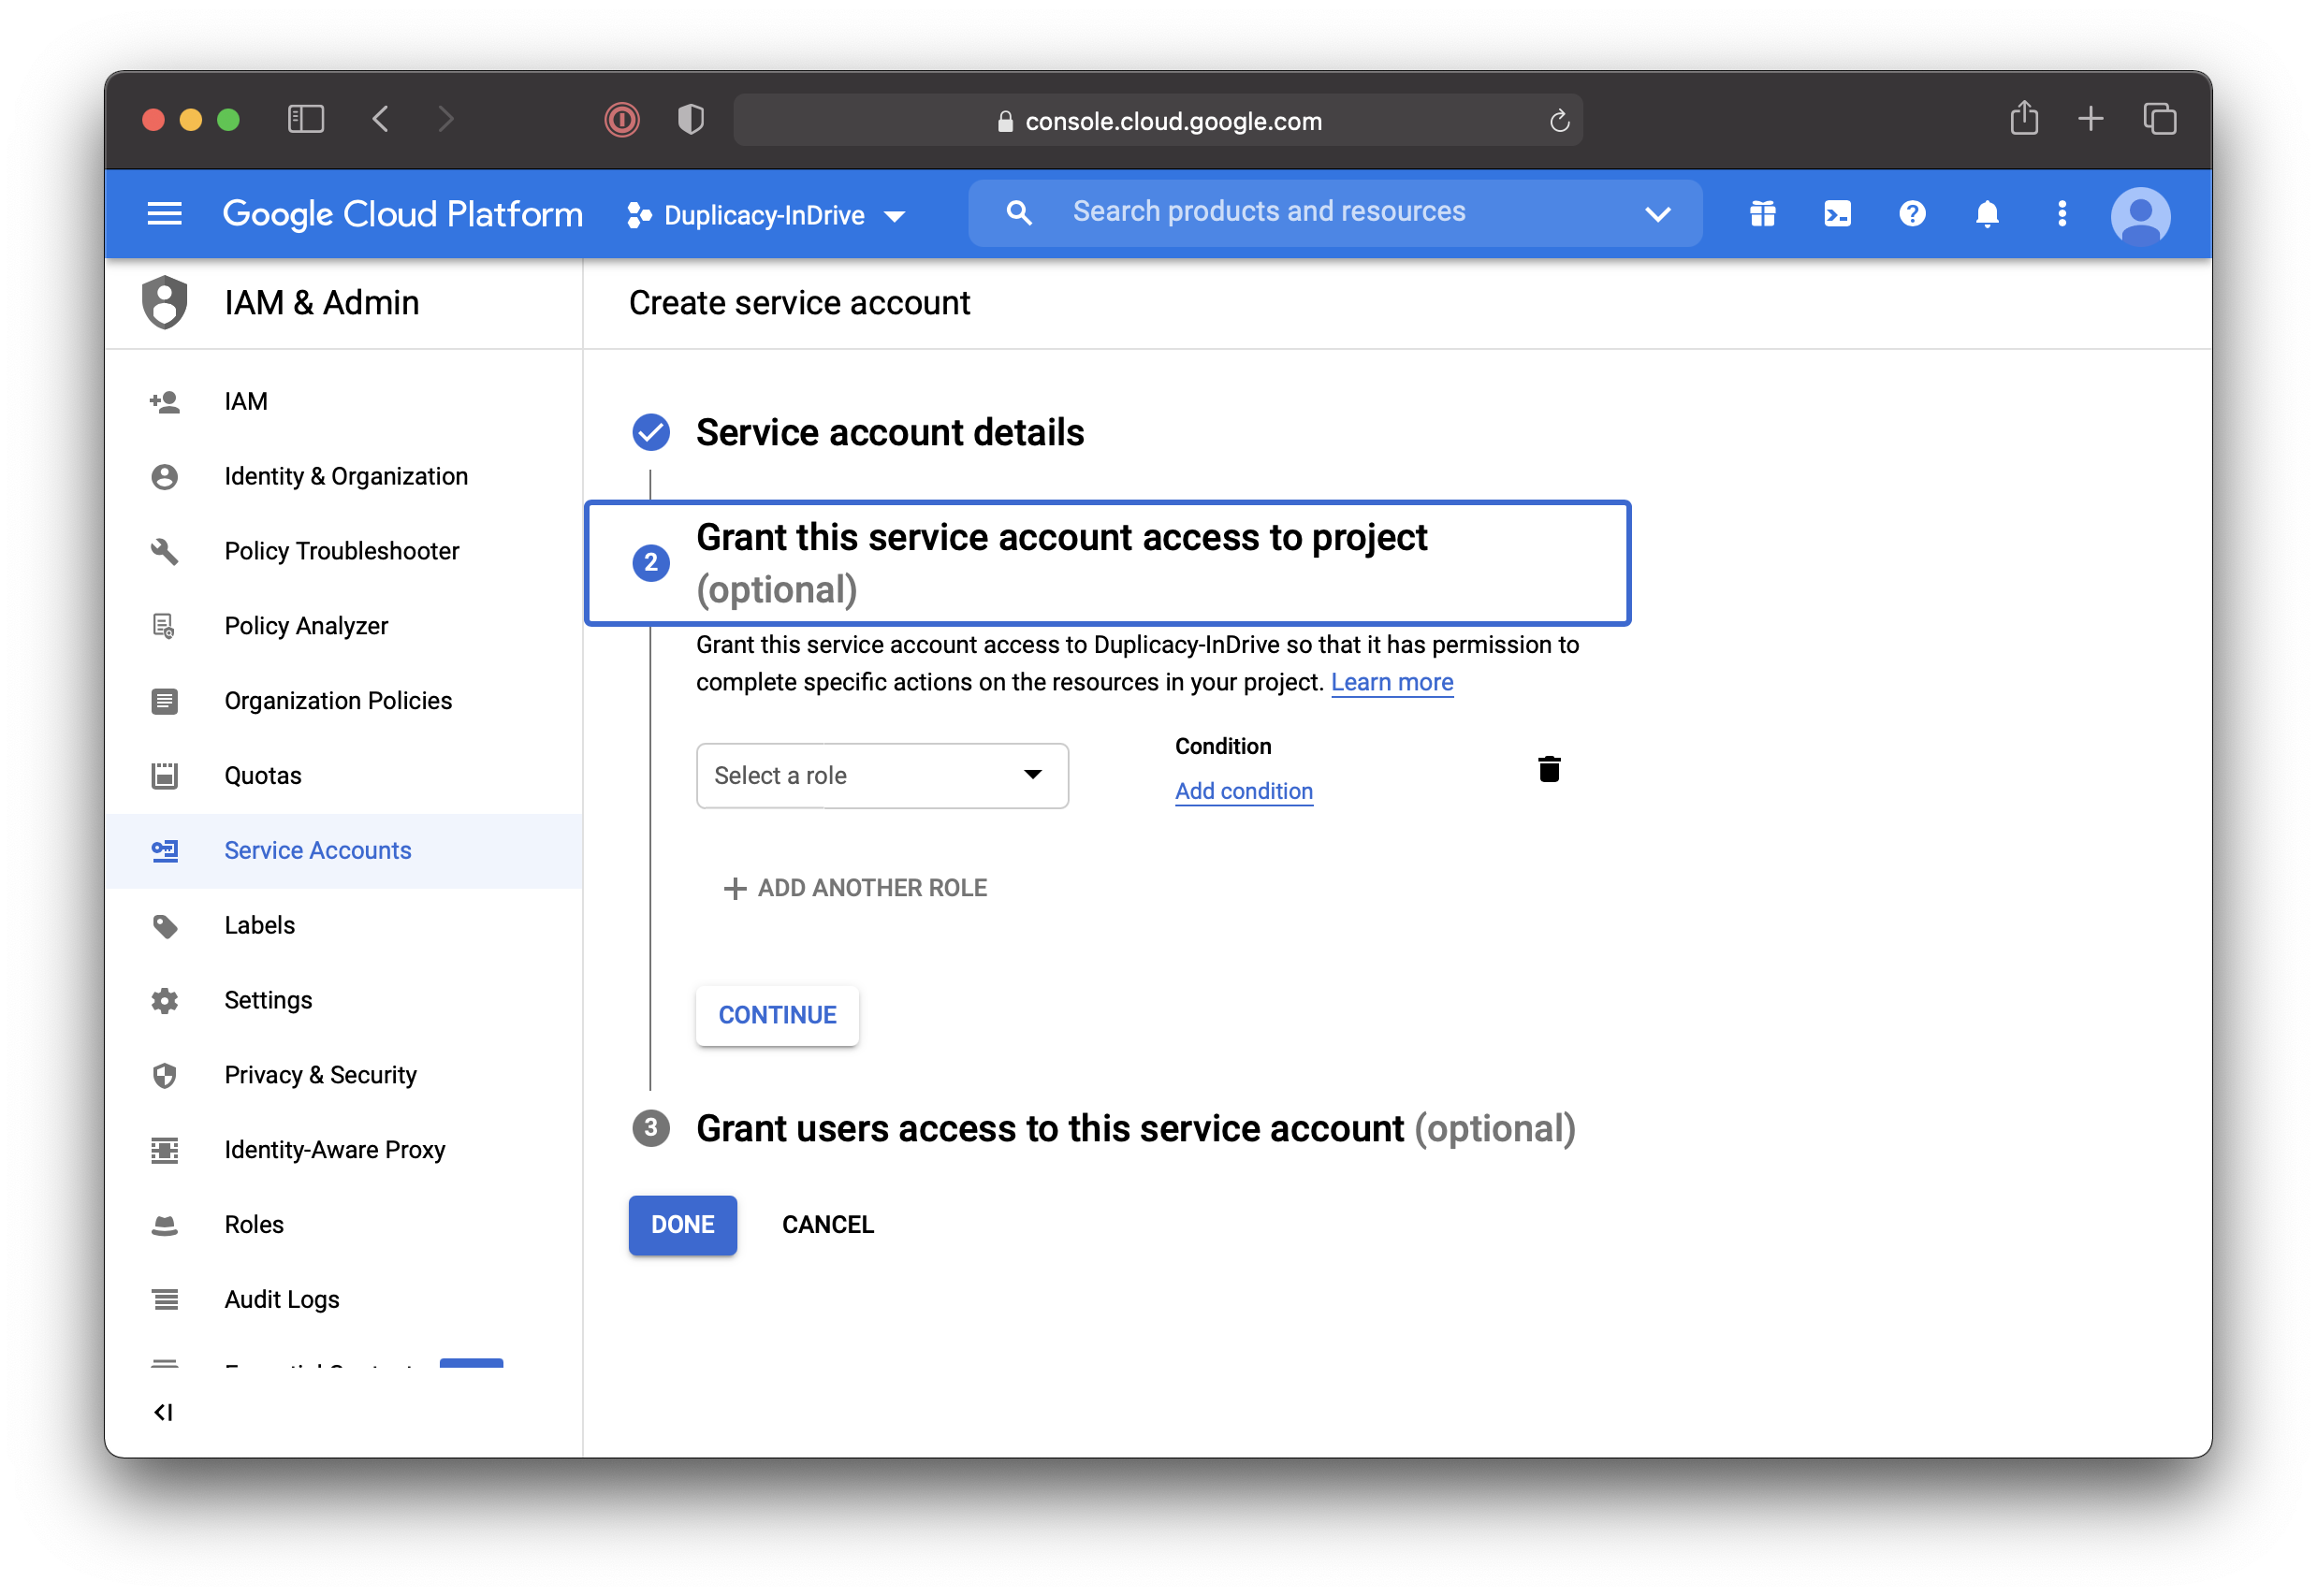 console.cloud.google.com
Google Cloud Platform
Duplicacy-InDrive
Search products and resources
IAM & Admin
Create service account
IAM
Identity & Organization
Policy Troubleshooter
Policy Analyzer
Organization Policies
Quotas
Service Accounts
Labels
Settings
Privacy & Security
Identity-Aware Proxy
Roles
Audit Logs
Service account details
2
Grant this service account access to project
(optional)
Grant this service account access to Duplicacy-InDrive so that it has permission to
complete specific actions on the resources in your project. Learn more
Select a role
Condition
Add condition
ADD ANOTHER ROLE
CONTINUE
3 Grant users access to this service account (optional)
DONE CANCEL